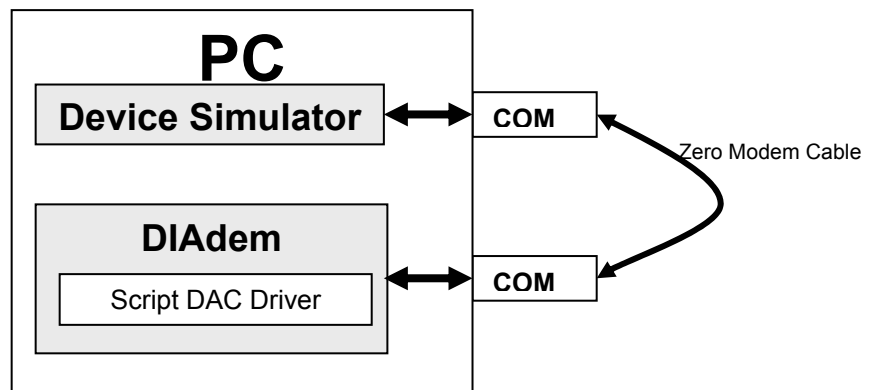 PC
Device Simulator
COM
Zero Modem Cable
DIAdem
COM
Script DAC Driver